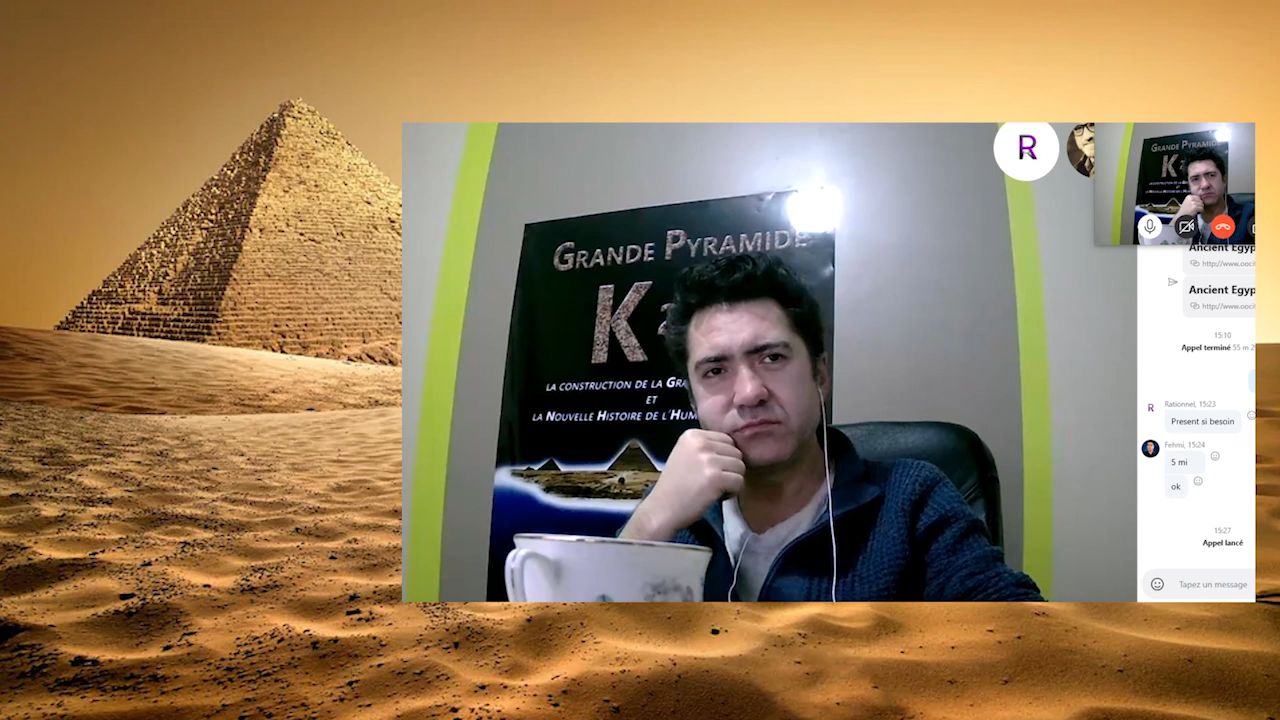 GRANDE PYRAMIDE
K
LA CONSTRUCTION DE LA
ET
LA NOUVELLE HISTOIRE DE L'
R
GRANDE PYRAMIDE
K
Ancient Egyp
http://www.ooci
Ancient Egyp
http://www.ooci
15:10
Appel terminé 55 m
Rationnel, 15:23
R
Present si besoin
Fehmi, 15:24
5 mi
ok
15:27
Appel lancé
Tapez un message